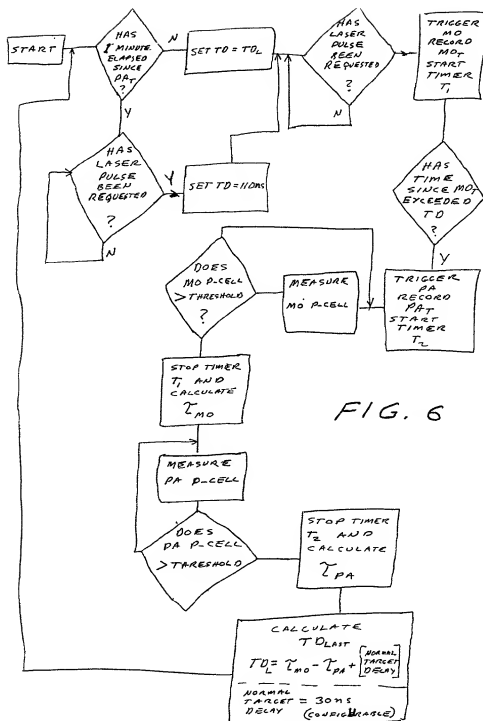 START
HAS
1 MINUTE
ELAPSED
SINCE
PAT
?
N
SET TD = TDL
HAS
LASER
PULSE
BEEN
REQUESTED
?
N
TRIGGER
MO
RECORD
MOT
START
TIMER
T1
Y
HAS
LASER
PULSE
BEEN
REQUESTED
?
Y
N
SET TD = 110ns
HAS
TIME
SINCE MOT
EXCEEDED
TD
?
Y
DOES
MO P-CELL
> THRESHOLD
?
MEASURE
MO P-CELL
TRIGGER
PA
RECORD
PAT
START
TIMER
T2
STOP TIMER
T1 AND
CALCULATE
τMO
FIG. 6
MEASURE
PA P-CELL
DOES
PA P-CELL
> THRESHOLD
STOP TIMER
T2 AND
CALCULATE
τPA
CALCULATE
TDLAST
TDL = τMO - τPA + [NORMAL TARGET DELAY]
NORMAL
TARGET = 30ns
DELAY (CONFIGURABLE)